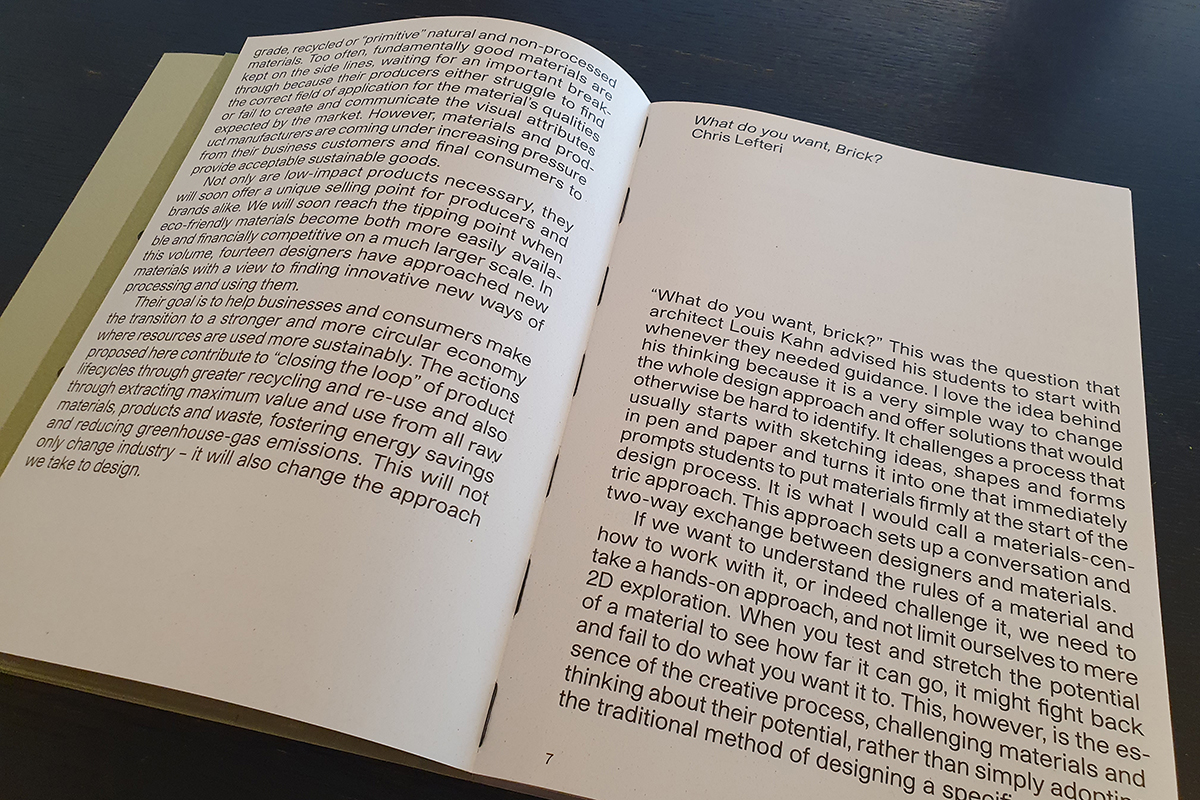 grade, recycled or “primitive” natural and non-processed
materials. Too often, fundamentally good materials are
kept on the side lines, waiting for an important break-
through because their producers either struggle to find
the correct field of application for the material’s qualities
or fail to create and communicate the visual attributes
expected by the market. However, materials and prod-
uct manufacturers are coming under increasing pressure
from their business customers and final consumers to
provide acceptable sustainable goods.
Not only are low-impact products necessary, they
will soon offer a unique selling point for producers and
brands alike. We will soon reach the tipping point when
eco-friendly materials become both more easily availa-
ble and financially competitive on a much larger scale. In
this volume, fourteen designers have approached new
materials with a view to finding innovative new ways of
processing and using them.
Their goal is to help businesses and consumers make
the transition to a stronger and more circular economy
where resources are used more sustainably. The actions
proposed here contribute to “closing the loop” of product
lifecycles through greater recycling and re-use and also
through extracting maximum value and use from all raw
materials, products and waste, fostering energy savings
and reducing greenhouse-gas emissions. This will not
only change industry – it will also change the approach
we take to design.
What do you want, Brick?
Chris Lefteri
“What do you want, brick?” This was the question that
architect Louis Kahn advised his students to start with
whenever they needed guidance. I love the idea behind
his thinking because it is a very simple way to change
the whole design approach and offer solutions that would
otherwise be hard to identify. It challenges a process that
usually starts with sketching ideas, shapes and forms
in pen and paper and turns it into one that immediately
prompts students to put materials firmly at the start of the
design process. It is what I would call a materials-cen-
tric approach. This approach sets up a conversation and
two-way exchange between designers and materials.
If we want to understand the rules of a material and
how to work with it, or indeed challenge it, we need to
take a hands-on approach, and not limit ourselves to mere
2D exploration. When you test and stretch the potential
of a material to see how far it can go, it might fight back
and fail to do what you want it to. This, however, is the es-
sence of the creative process, challenging materials and
thinking about their potential, rather than simply adopting
the traditional method of designing a
7